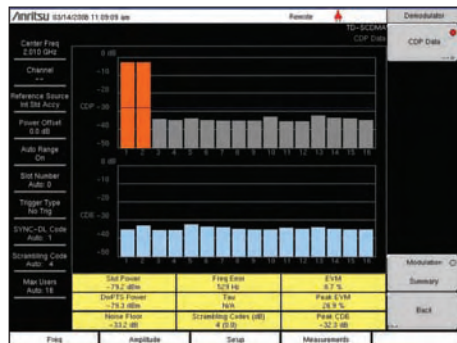 Anritsu 03/14/2008 11:09:09 am
Remote
Demodulator
TD-SCDMA
CDP Data
CDP Data
-->
Center Freq
2.010 GHz
Channel
--
Reference Source
Int Std Accy
Power Offset
0.0 dB
Auto Range
On
Slot Number
Auto: 0
Trigger Type
No Trig
SYNC-DL Code
Auto: 1
Scrambling Code
Auto: 4
Max Users
Auto: 16
0 dB
-10
-20
CDP -30
-40
-50
1 2 3 4 5 6 7 8 9 10 11 12 13 14 15 16
0 dB
-10
-20
CDE -30
-40
-50
1 2 3 4 5 6 7 8 9 10 11 12 13 14 15 16
Slot Power
-79.2 dBm
Freq Error
529 Hz
EVM
6.7 %
DwPTS Power
-79.3 dBm
Tau
N/A
Peak EVM
26.9 %
Noise Floor
-33.2 dB
Scrambling Codes (dB)
4 (0.0)
Peak CDE
-32.3 dB
Modulation
Summary
Back
Freq
Amplitude
Setup
Measurements